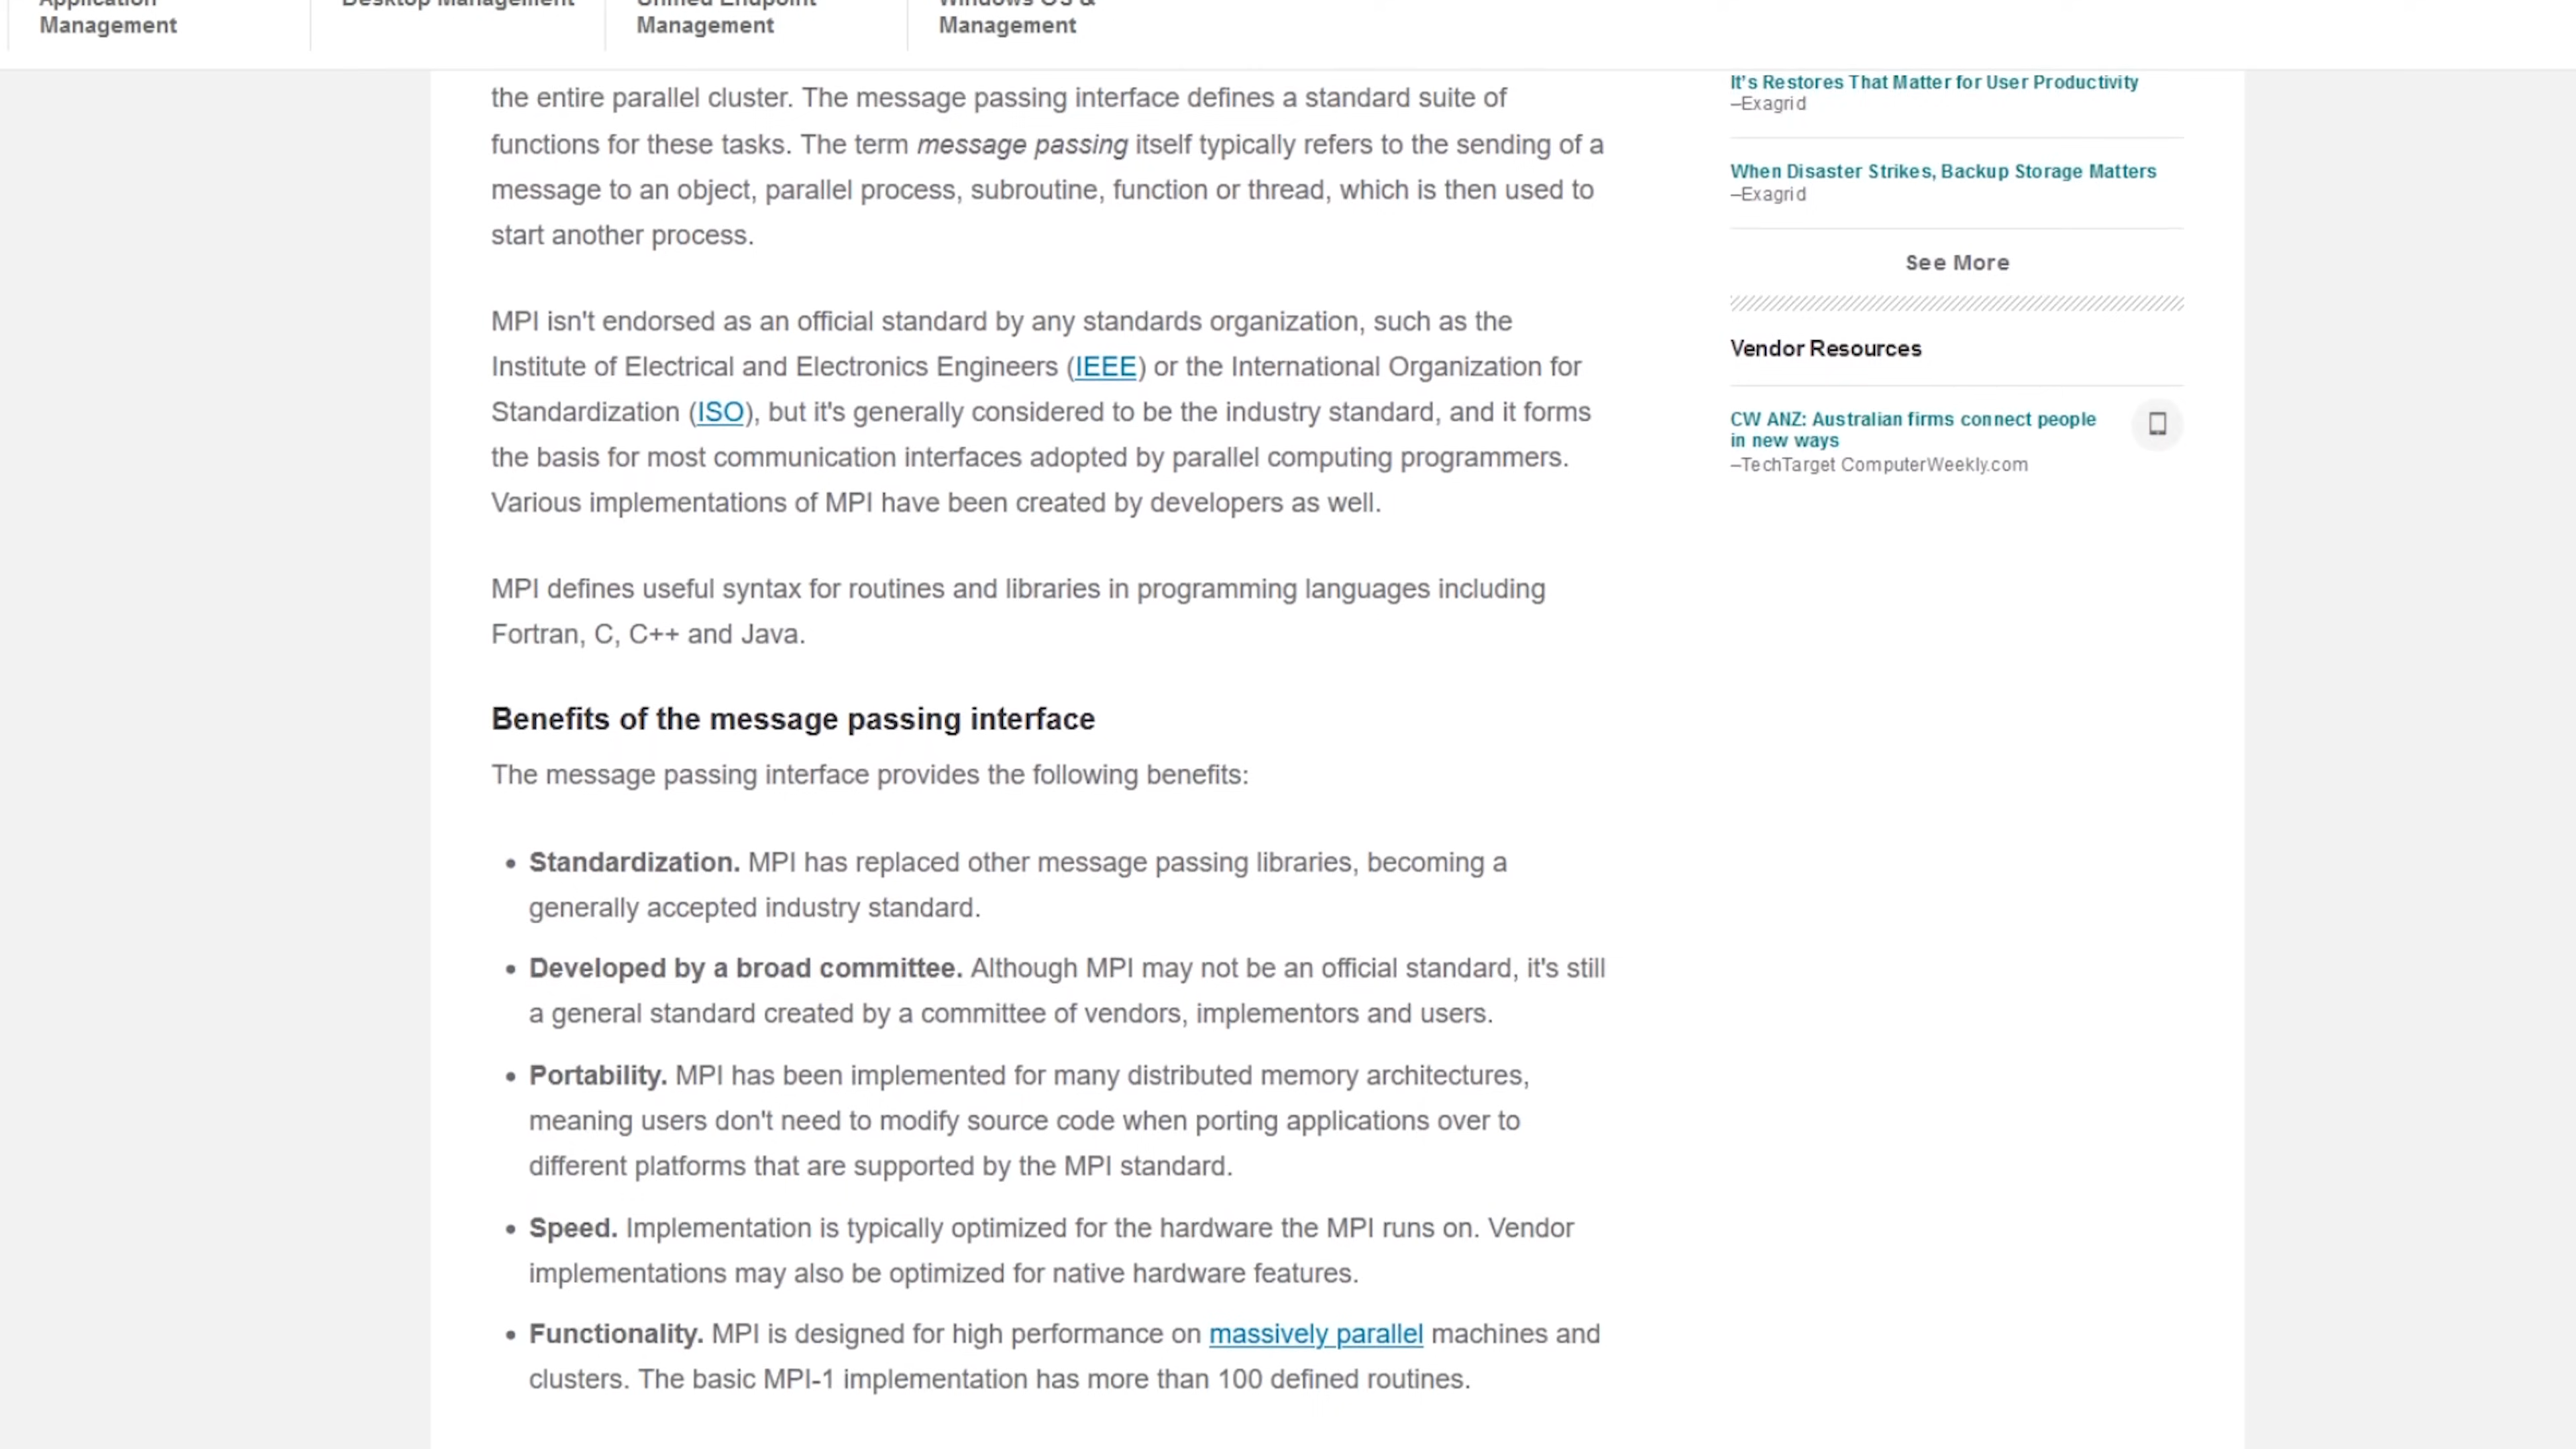 Application
Management
Desktop Management
Unified Endpoint
Management
Windows OS &
Management
the entire parallel cluster. The message passing interface defines a standard suite of
functions for these tasks. The term message passing itself typically refers to the sending of a
message to an object, parallel process, subroutine, function or thread, which is then used to
start another process.
MPI isn't endorsed as an official standard by any standards organization, such as the
Institute of Electrical and Electronics Engineers (IEEE) or the International Organization for
Standardization (ISO), but it's generally considered to be the industry standard, and it forms
the basis for most communication interfaces adopted by parallel computing programmers.
Various implementations of MPI have been created by developers as well.
MPI defines useful syntax for routines and libraries in programming languages including
Fortran, C, C++ and Java.
Benefits of the message passing interface
The message passing interface provides the following benefits:
• Standardization. MPI has replaced other message passing libraries, becoming a
generally accepted industry standard.
• Developed by a broad committee. Although MPI may not be an official standard, it's still
a general standard created by a committee of vendors, implementors and users.
• Portability. MPI has been implemented for many distributed memory architectures,
meaning users don't need to modify source code when porting applications over to
different platforms that are supported by the MPI standard.
• Speed. Implementation is typically optimized for the hardware the MPI runs on. Vendor
implementations may also be optimized for native hardware features.
• Functionality. MPI is designed for high performance on massively parallel machines and
clusters. The basic MPI-1 implementation has more than 100 defined routines.
It's Restores That Matter for User Productivity
–Exagrid
When Disaster Strikes, Backup Storage Matters
–Exagrid
See More
Vendor Resources
CW ANZ: Australian firms connect people
in new ways
–TechTarget ComputerWeekly.com